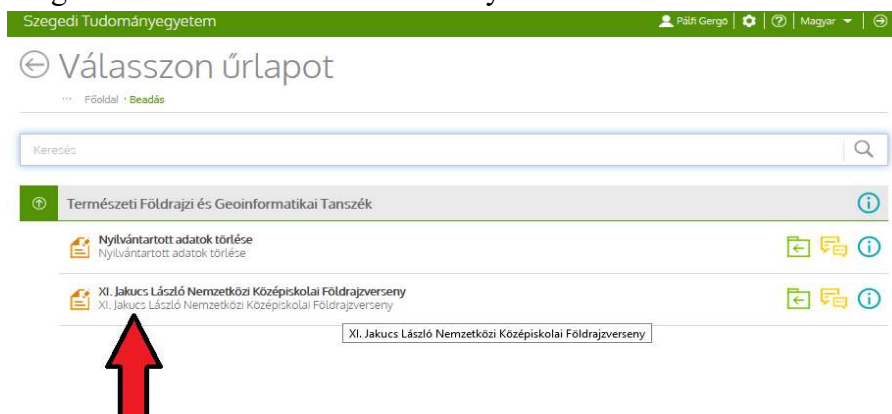 Szegedi Tudományegyetem
Pálfi Gergő
Magyar
Válasszon űrlapot
... Főoldal · Beadás
Keresés
Természeti Földrajzi és Geoinformatikai Tanszék
Nyilvántartott adatok törlése
Nyilvántartott adatok törlése
XI. Jakucs László Nemzetközi Középiskolai Földrajzverseny
XI. Jakucs László Nemzetközi Középiskolai Földrajzverseny
XI. Jakucs László Nemzetközi Középiskolai Földrajzverseny